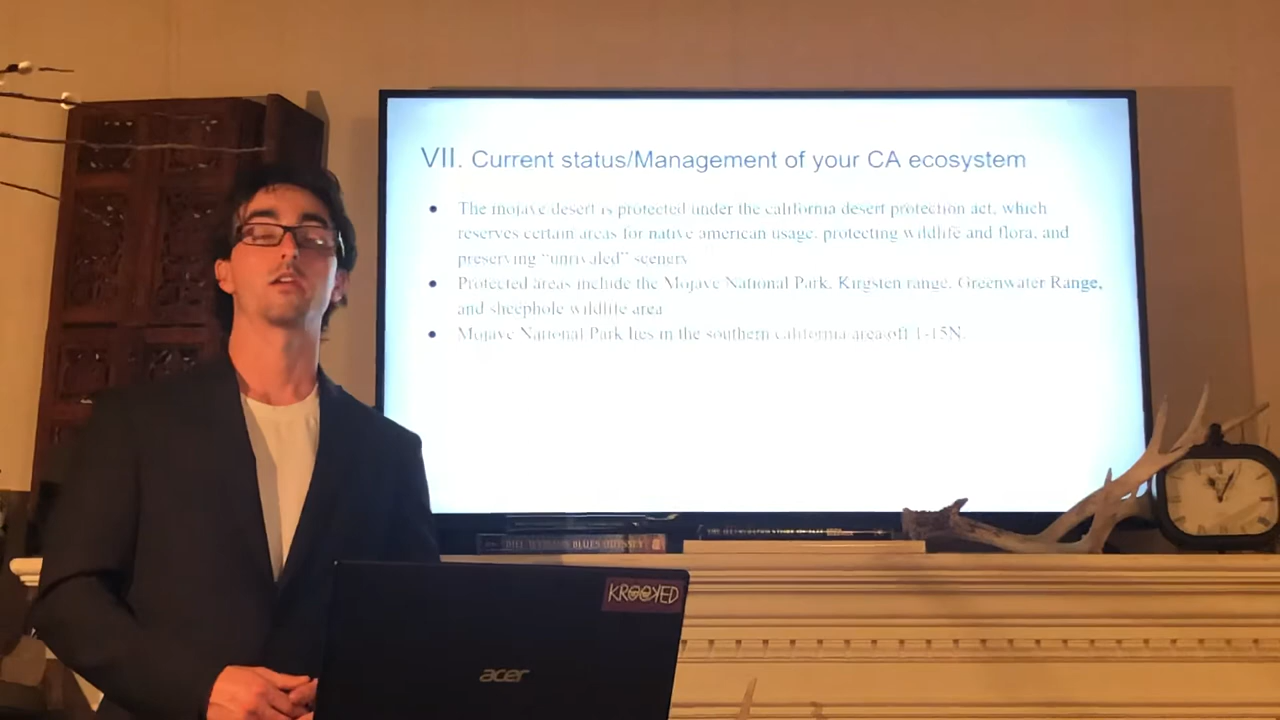 VII. Current status/Management of your CA ecosystem
• The mojave desert is protected under the california desert protection act, which
reserves certain areas for native american usage, protecting wildlife and flora, and
preserving “unrivaled” scenery
• Protected areas include the Mojave National Park, Kingsten range, Greenwater Range,
and sheephole wildlife area
• Mojave National Park lies in the southern california area off 1-15N.
BLUES ODYSSEY
KROOKED
acer